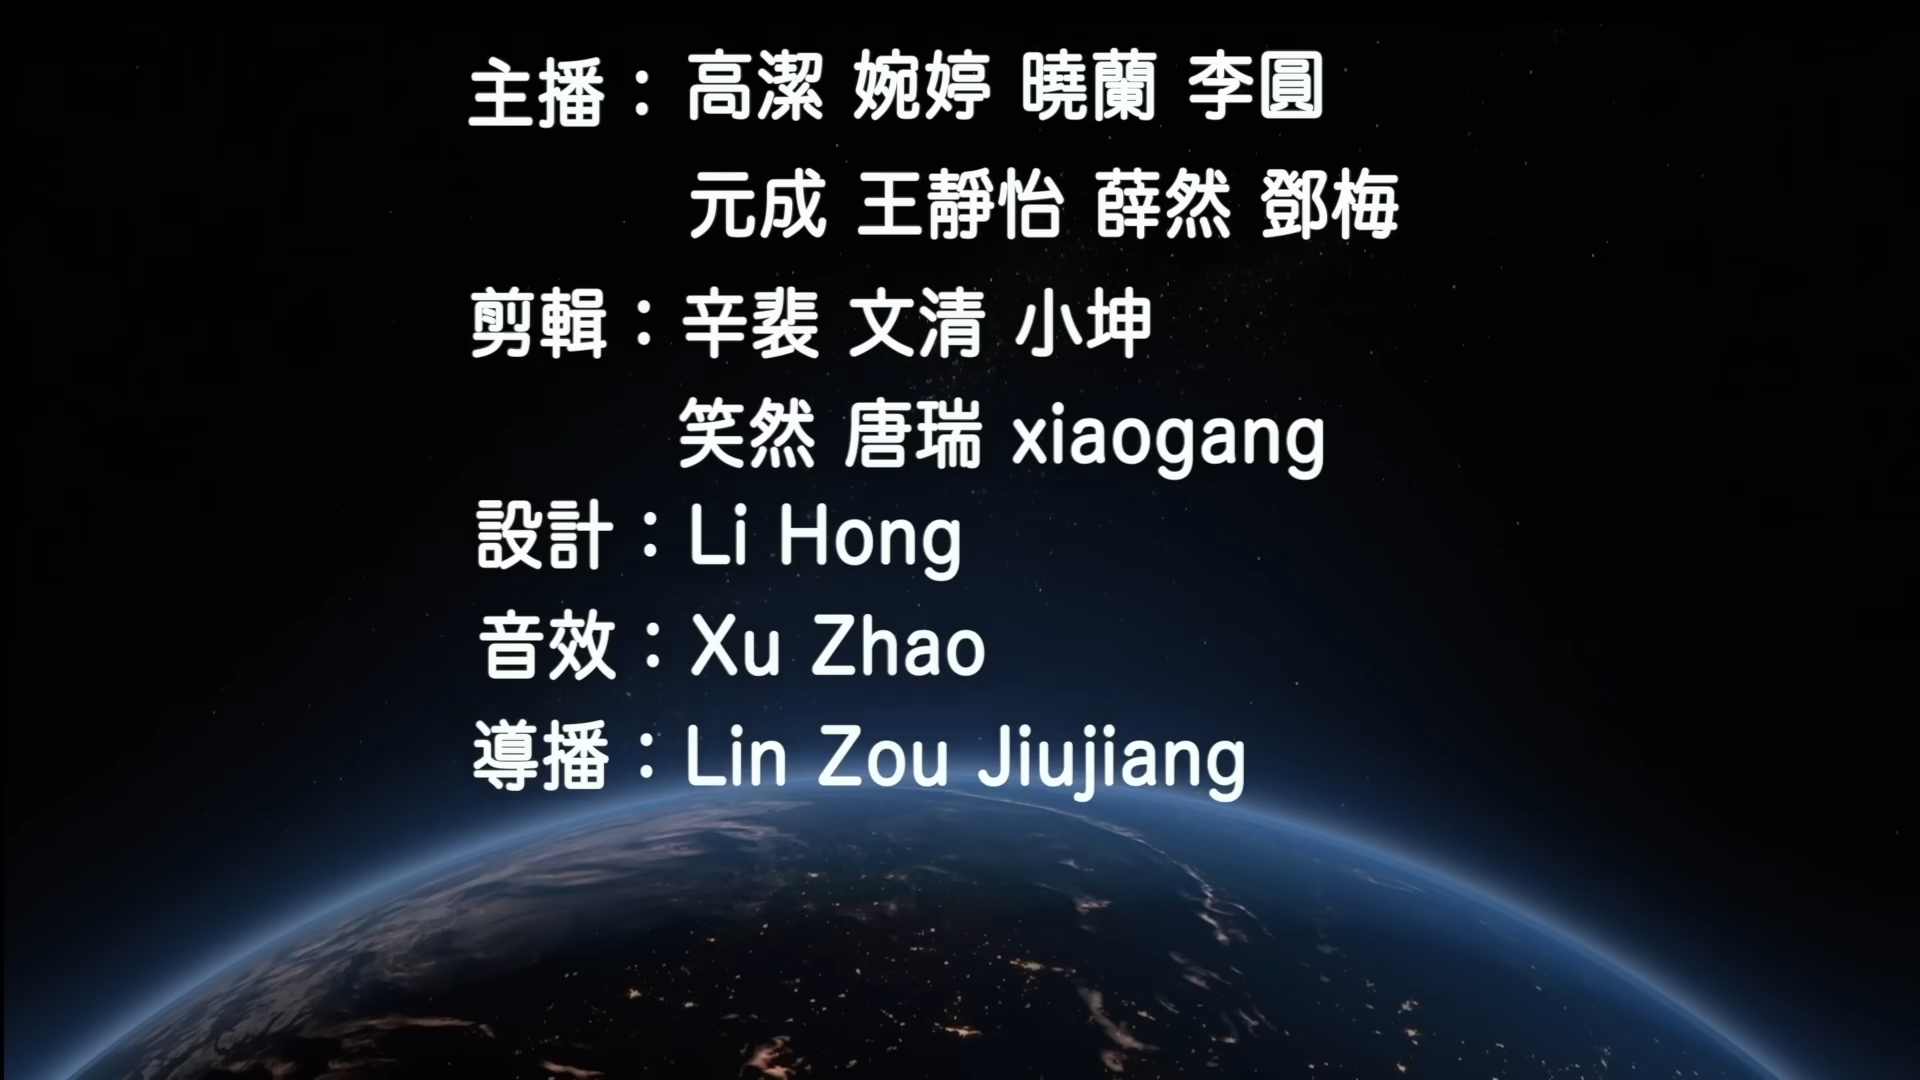 主播：高潔 婉婷 曉蘭 李圓
元成 王靜怡 薛然 鄧梅
剪輯：辛裴 文清 小坤
笑然 唐瑞 xiaogang
設計：Li Hong
音效：Xu Zhao
導播：Lin Zou Jiujiang